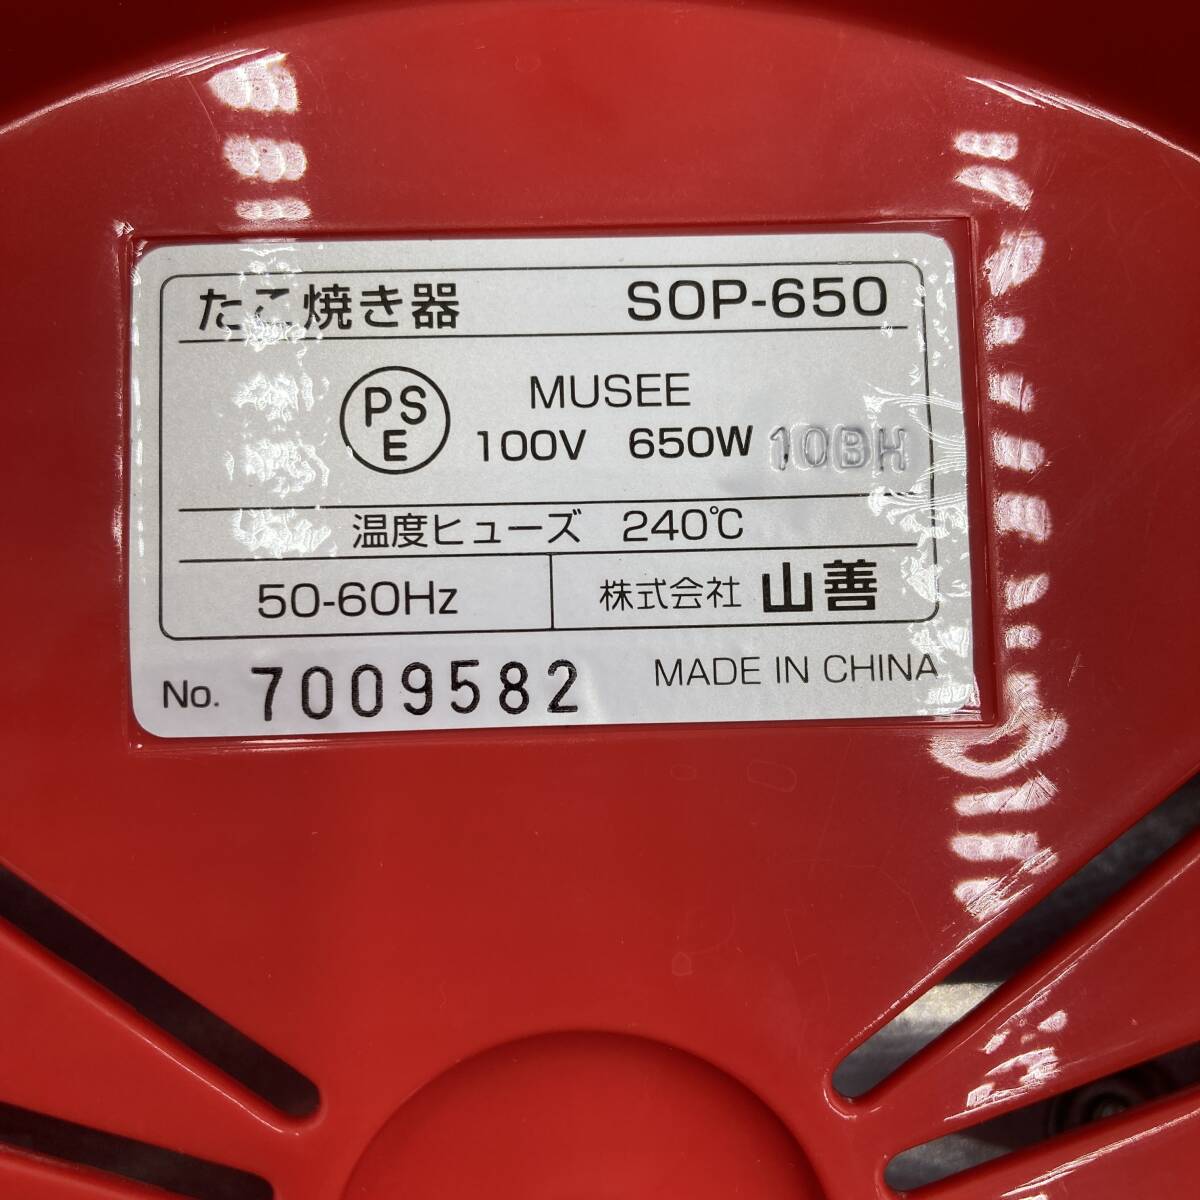 たこ焼き器 SOP-650
PSE MUSEE
100V 650W 10BH
温度ヒューズ 240℃
50-60Hz 株式会社 山善
No. 7009582 MADE IN CHINA